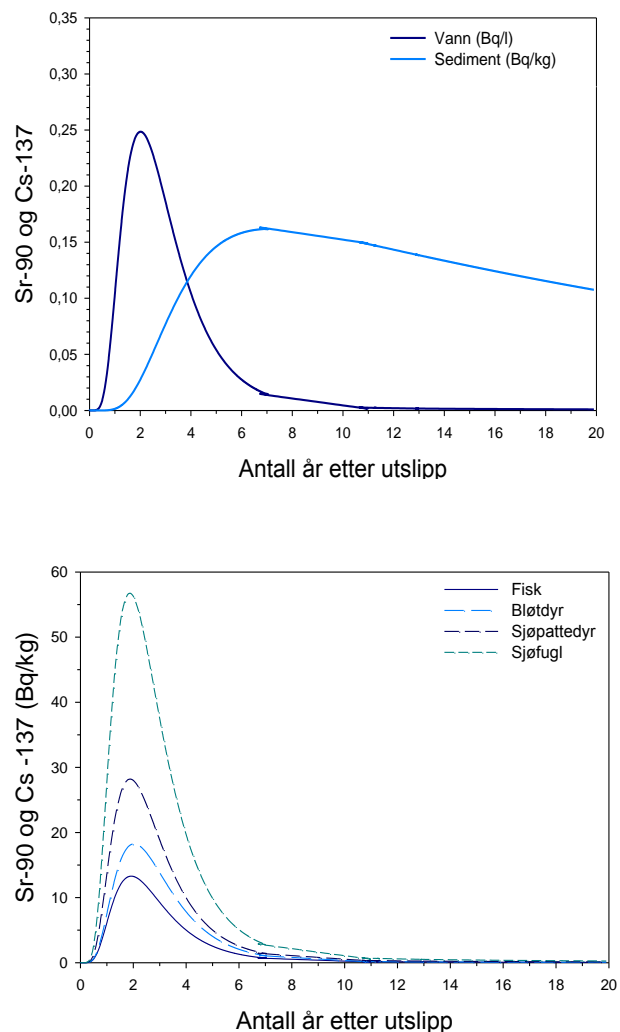 0,35
0,30
0,25
0,20
0,15
0,10
0,05
0,00
Sr-90 og Cs-137
Vann (Bq/l)
Sediment (Bq/kg)
0 2 4 6 8 10 12 14 16 18 20
Antall år etter utslipp
60
50
40
30
20
10
0
Sr-90 og Cs -137 (Bq/kg)
Fisk
Bløtdyr
Sjøpattedyr
Sjøfugl
0 2 4 6 8 10 12 14 16 18 20
Antall år etter utslipp